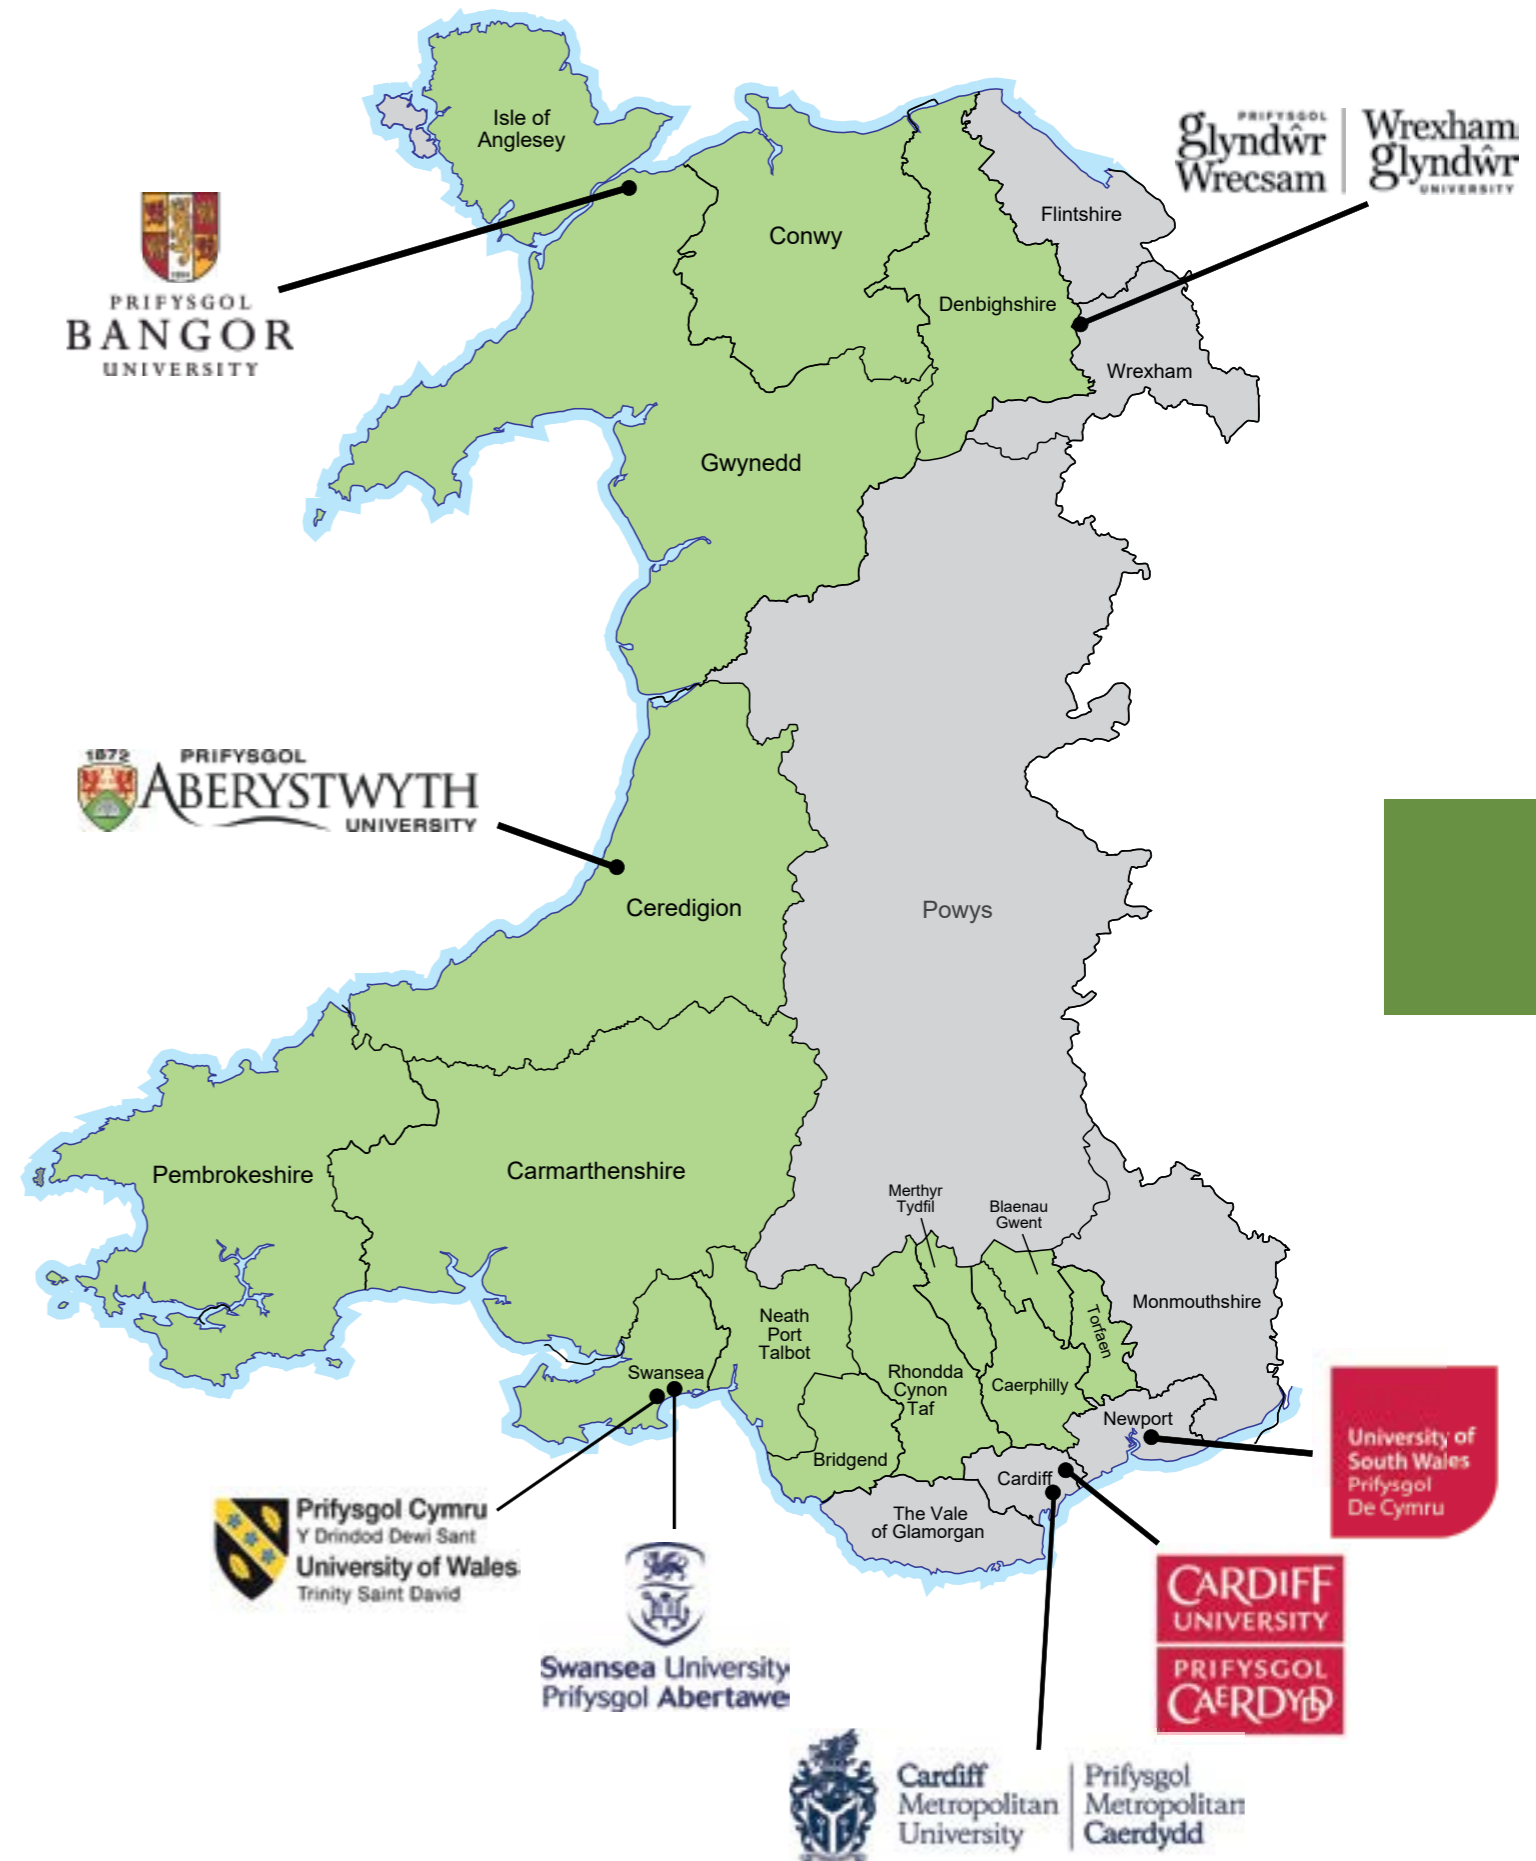 Isle of
Anglesey
PRIFYSGOL
glyndŵr
Wrecsam
Wrexham
glyndŵr
UNIVERSITY
Flintshire
Conwy
PRIFYSGOL
BANGOR
UNIVERSITY
Denbighshire
Wrexham
Gwynedd
1872
PRIFYSGOL
ABERYSTWYTH
UNIVERSITY
Ceredigion
Powys
Pembrokeshire
Carmarthenshire
Merthyr
Tydfil
Blaenau
Gwent
Monmouthshire
Neath
Port
Talbot
Torfaen
Swansea
Rhondda
Cynon
Taf
Caerphilly
Newport
Bridgend
Cardiff
The Vale
of Glamorgan
University of
South Wales
Prifysgol
De Cymru
Prifysgol Cymru
Y Drindod Dewi Sant
University of Wales
Trinity Saint David
CARDIFF
UNIVERSITY
PRIFYSGOL
CAERDYDD
Swansea University
Prifysgol Abertawe
Cardiff
Metropolitan
University
Prifysgol
Metropolitan
Caerdydd